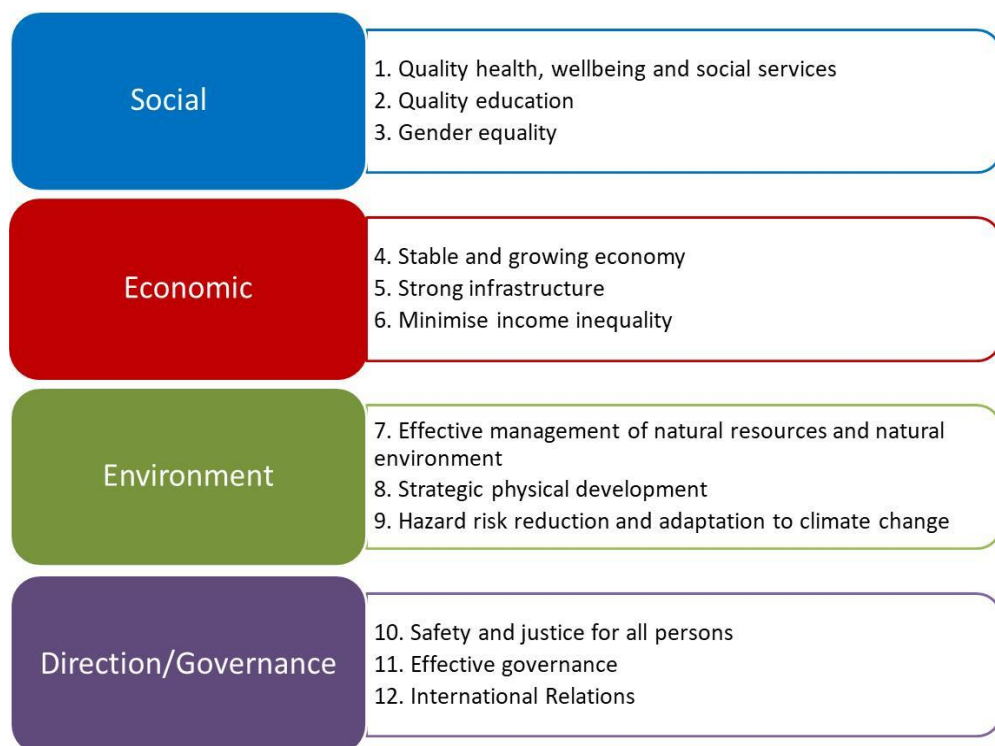 Social
1. Quality health, wellbeing and social services
2. Quality education
3. Gender equality
Economic
4. Stable and growing economy
5. Strong infrastructure
6. Minimise income inequality
Environment
7. Effective management of natural resources and natural
environment
8. Strategic physical development
9. Hazard risk reduction and adaptation to climate change
Direction/Governance
10. Safety and justice for all persons
11. Effective governance
12. International Relations